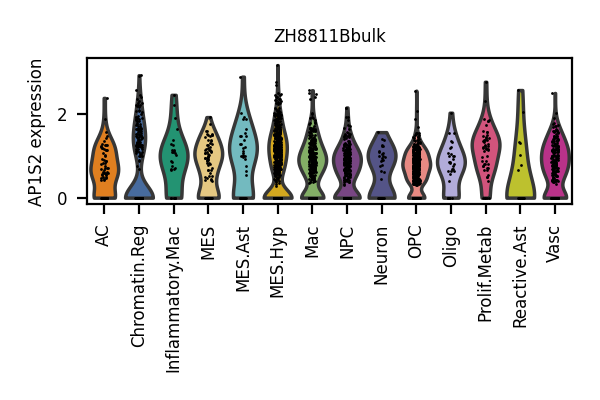 ZH8811Bbulk
AP1S2 expression
2
0
AC
Chromatin.Reg
Inflammatory.Mac
MES
MES.Ast
MES.Hyp
Mac
NPC
Neuron
OPC
Oligo
Prolif.Metab
Reactive.Ast
Vasc